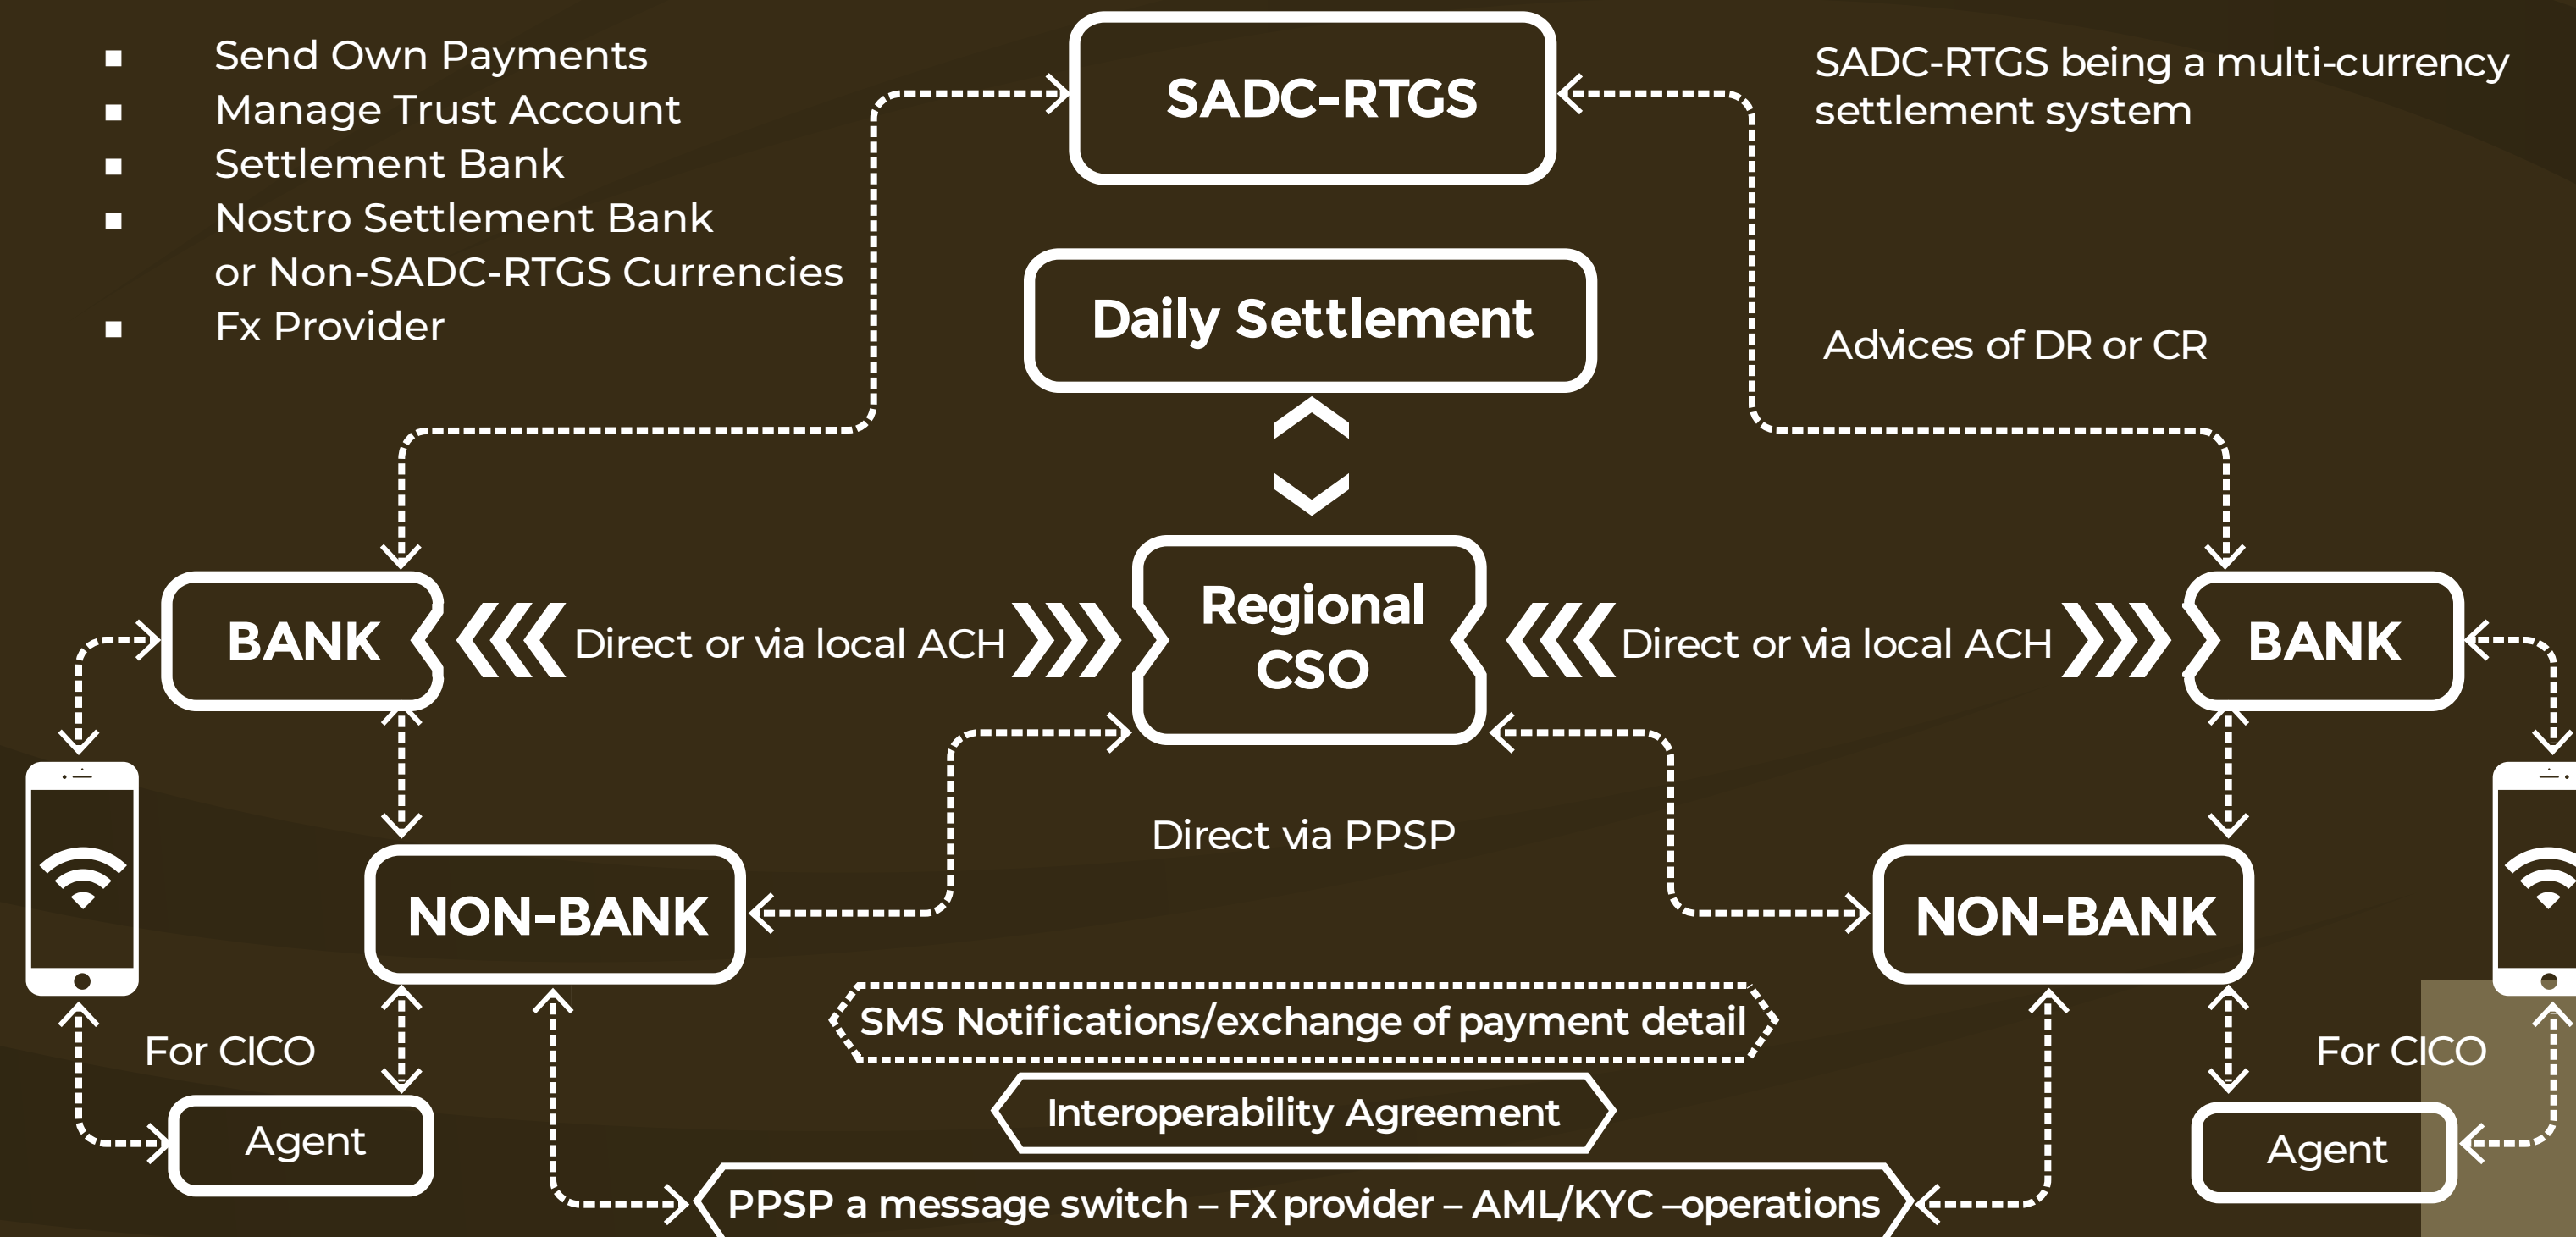 Send Own Payments
Manage Trust Account
Settlement Bank
Nostro Settlement Bank
or Non-SADC-RTGS Currencies
Fx Provider
SADC-RTGS
SADC-RTGS being a multi-currency
settlement system
Daily Settlement
Advices of DR or CR
BANK
Direct or via local ACH
Regional
CSO
Direct or via local ACH
BANK
Direct via PPSP
NON-BANK
NON-BANK
SMS Notifications/exchange of payment detail
For CICO
For CICO
Interoperability Agreement
Agent
Agent
PPSP a message switch – FX provider – AML/KYC –operations